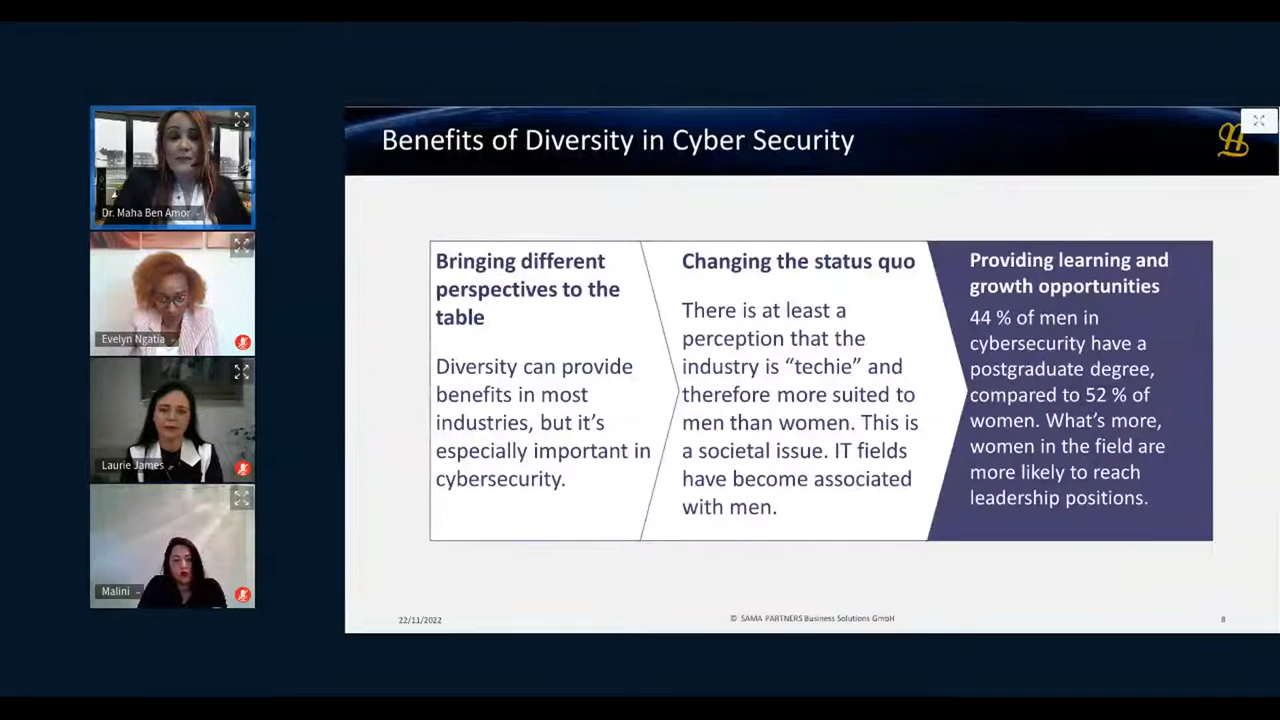 Benefits of Diversity in Cyber Security
Dr. Maha Ben Amor
Evelyn Ngatia
Laurie James
Malini
Bringing different
perspectives to the
table
Diversity can provide
benefits in most
industries, but it's
especially important in
cybersecurity.
Changing the status quo
There is at least a
perception that the
industry is “techie” and
therefore more suited to
men than women. This is
a societal issue. IT fields
have become associated
with men.
Providing learning and
growth opportunities
44 % of men in
cybersecurity have a
postgraduate degree,
compared to 52 % of
women. What's more,
women in the field are
more likely to reach
leadership positions.
22/11/2022
© SAMA PARTNERS Business Solutions GmbH
8